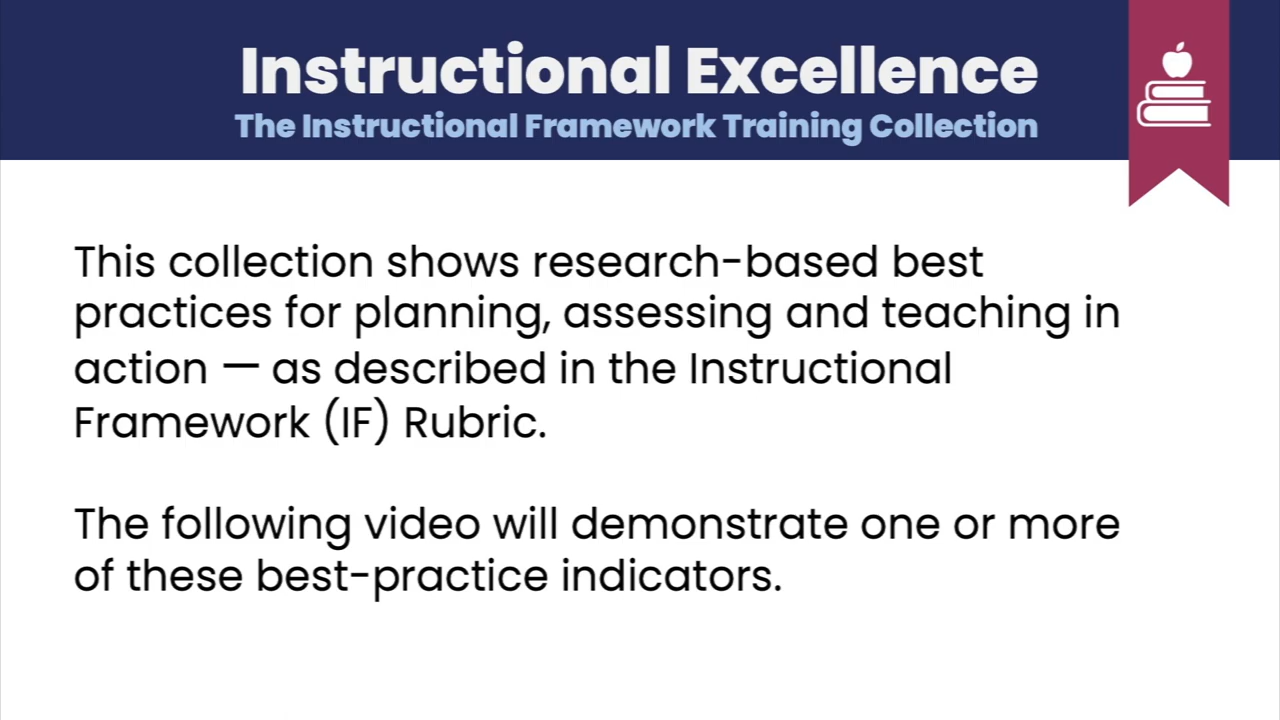 Instructional Excellence
The Instructional Framework Training Collection
This collection shows research-based best
practices for planning, assessing and teaching in
action — as described in the Instructional
Framework (IF) Rubric.
The following video will demonstrate one or more
of these best-practice indicators.